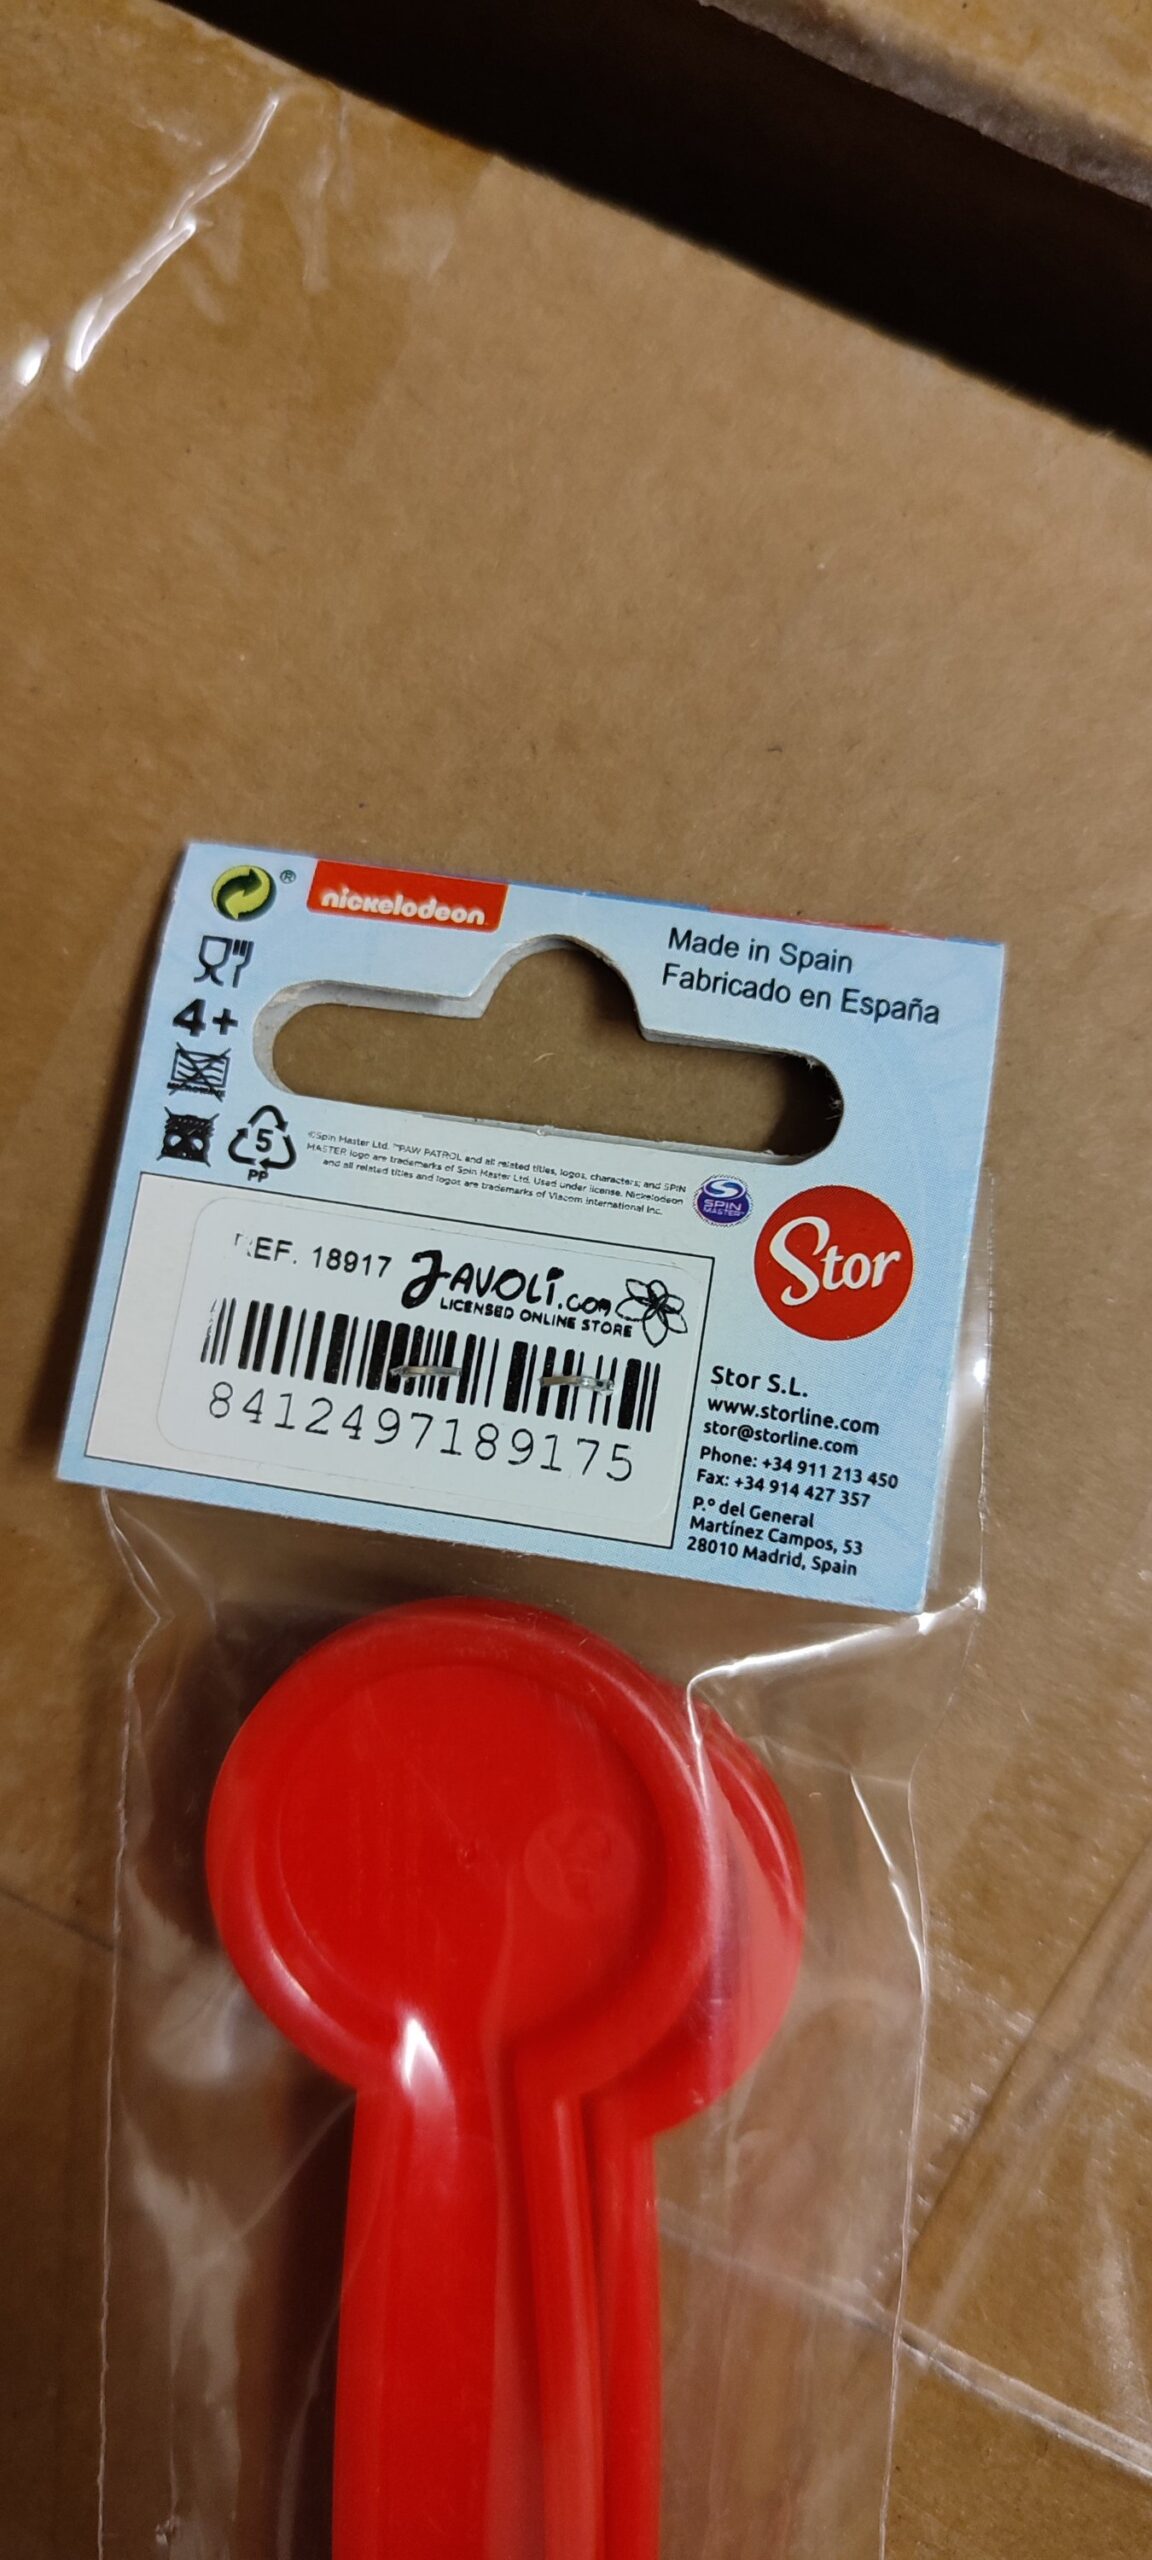 nickelodeon
®
Made in Spain
Fabricado en España
4+
5
PP
©Spin Master Ltd. ™PAW PATROL and all related titles, logos, characters; and SPIN
MASTER logo are trademarks of Spin Master Ltd. Used under license. Nickelodeon
and all related titles and logos are trademarks of Viacom International Inc.
SPIN
MASTER
Stor
REF. 18917
JAVOLi.com
LICENSED ONLINE STORE
8412497189175
Stor S.L.
www.storline.com
stor@storline.com
Phone: +34 911 213 450
Fax: +34 914 427 357
P.º del General
Martínez Campos, 53
28010 Madrid, Spain